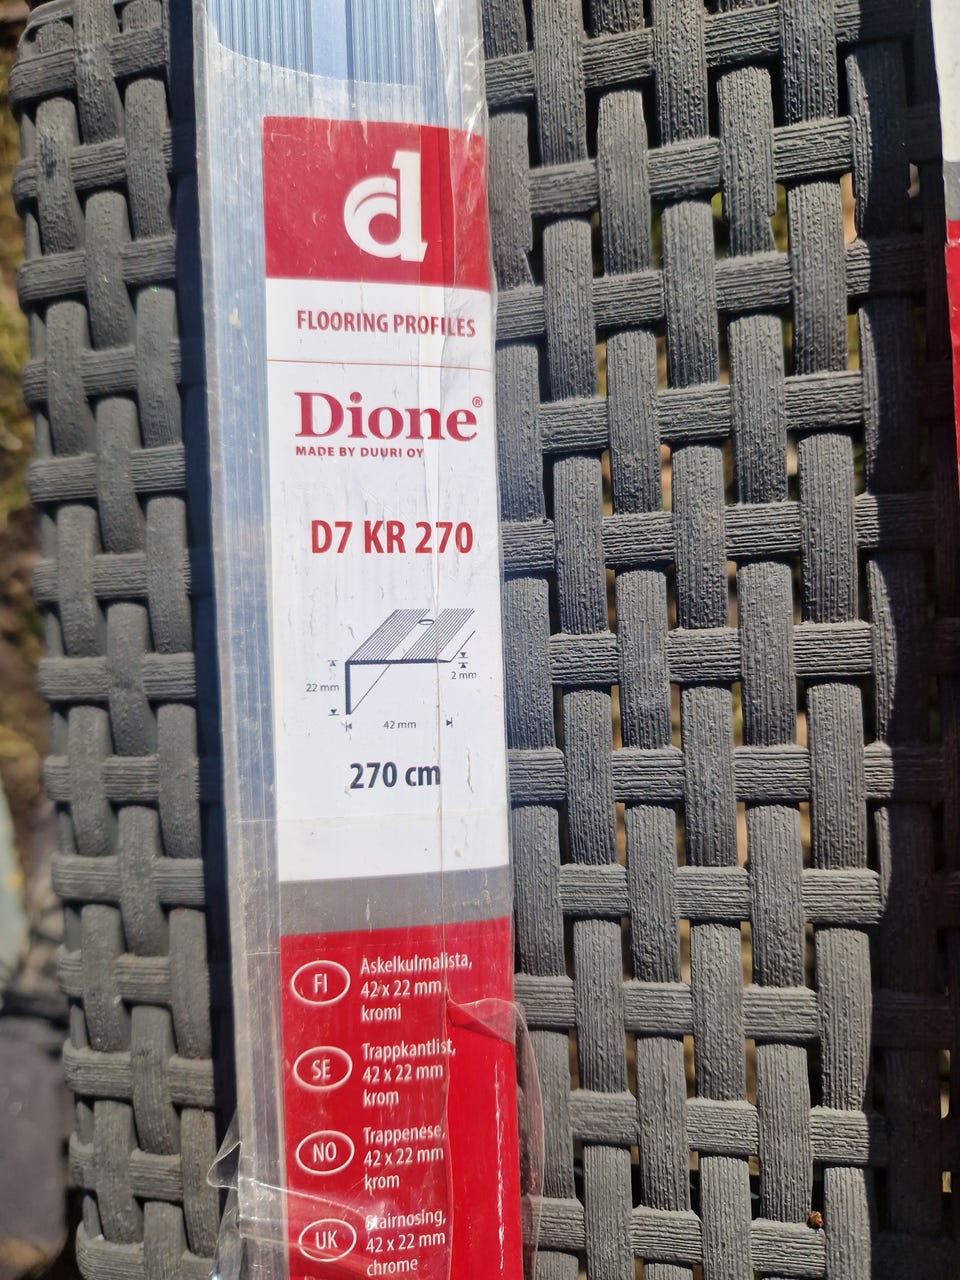 d
FLOORING PROFILES
Dione®
MADE BY DUURI OY
D7 KR 270
22 mm
2 mm
42 mm
270 cm
FI
Askelkulmalista,
42 x 22 mm
kromi
SE
Trappkantlist,
42 x 22 mm
krom
NO
Trappenese,
42 x 22 mm
krom
UK
Stairnosing,
42 x 22 mm
chrome